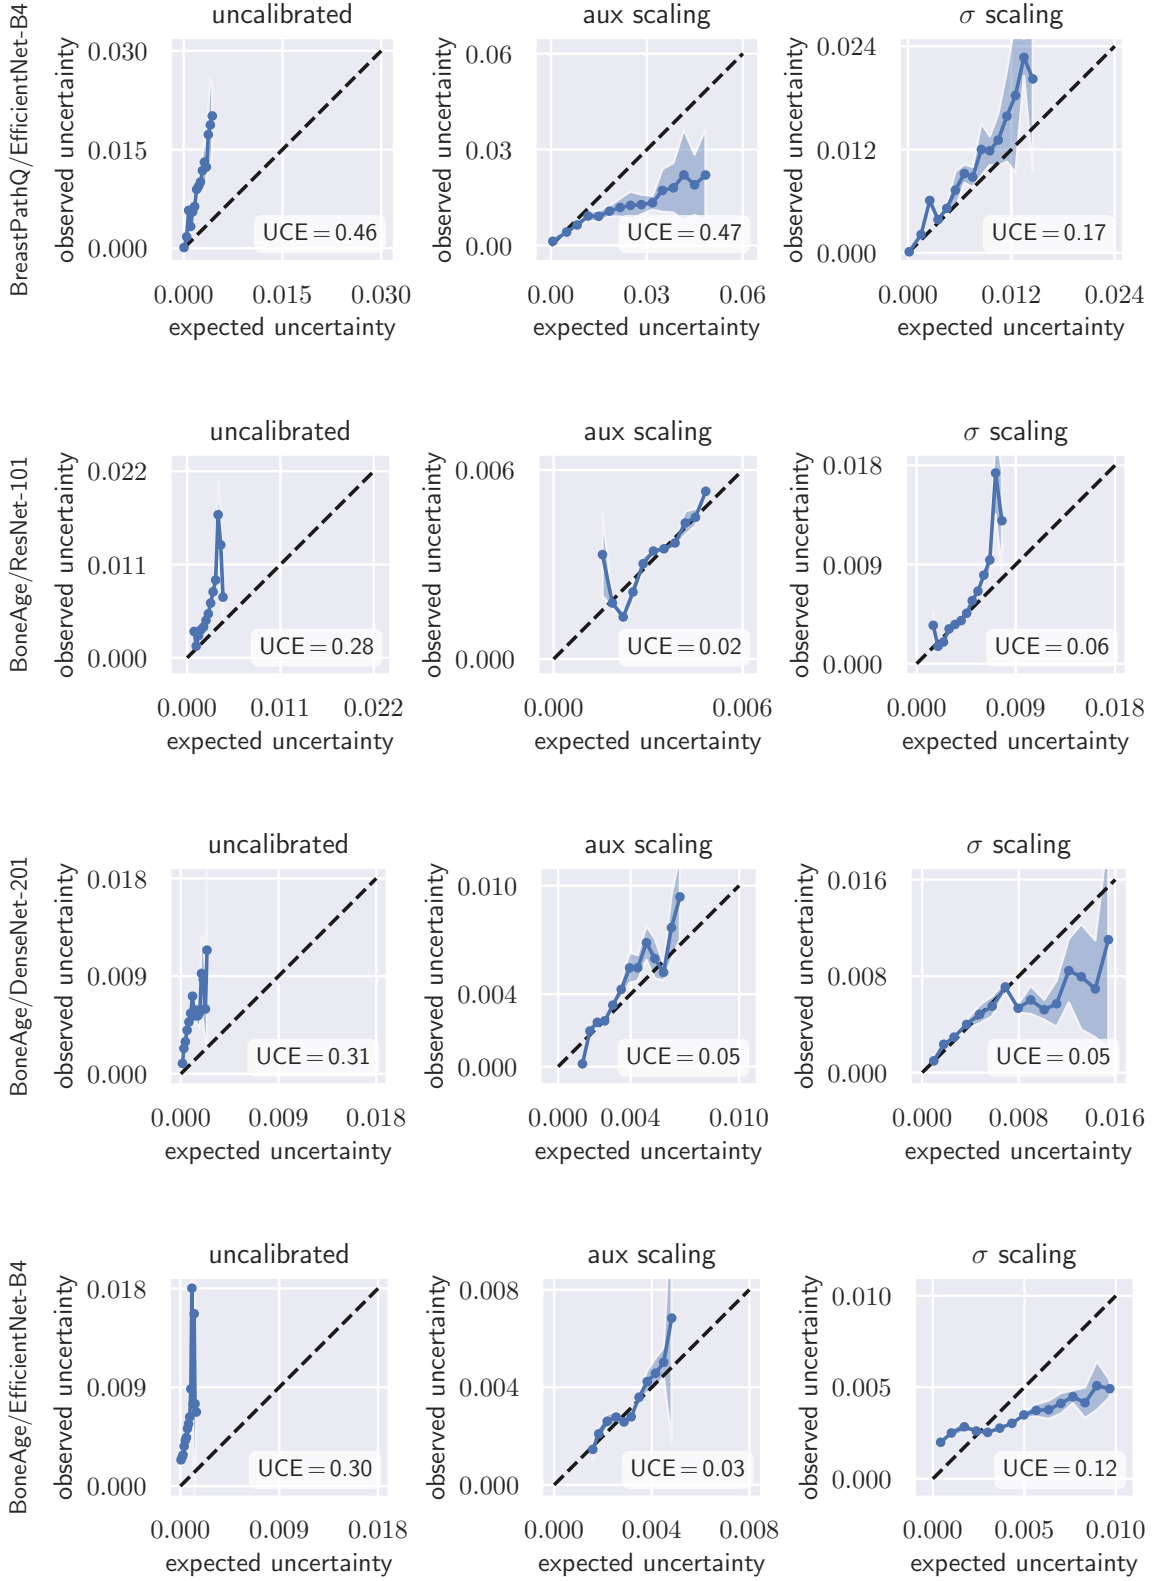 BreastPathQ/EfficientNet-B4
uncalibrated
observed uncertainty
0.030
0.015
0.000
UCE = 0.46
0.000 0.015 0.030
expected uncertainty
aux scaling
observed uncertainty
0.06
0.03
0.00
UCE = 0.47
0.00 0.03 0.06
expected uncertainty
σ scaling
observed uncertainty
0.024
0.012
0.000
UCE = 0.17
0.000 0.012 0.024
expected uncertainty
BoneAge/ResNet-101
uncalibrated
observed uncertainty
0.022
0.011
0.000
UCE = 0.28
0.000 0.011 0.022
expected uncertainty
aux scaling
observed uncertainty
0.006
0.000
UCE = 0.02
0.000 0.006
expected uncertainty
σ scaling
observed uncertainty
0.018
0.009
0.000
UCE = 0.06
0.000 0.009 0.018
expected uncertainty
BoneAge/DenseNet-201
uncalibrated
observed uncertainty
0.018
0.009
0.000
UCE = 0.31
0.000 0.009 0.018
expected uncertainty
aux scaling
observed uncertainty
0.010
0.004
0.000
UCE = 0.05
0.000 0.004 0.010
expected uncertainty
σ scaling
observed uncertainty
0.016
0.008
0.000
UCE = 0.05
0.000 0.008 0.016
expected uncertainty
BoneAge/EfficientNet-B4
uncalibrated
observed uncertainty
0.018
0.009
0.000
UCE = 0.30
0.000 0.009 0.018
expected uncertainty
aux scaling
observed uncertainty
0.008
0.004
0.000
UCE = 0.03
0.000 0.004 0.008
expected uncertainty
σ scaling
observed uncertainty
0.010
0.005
0.000
UCE = 0.12
0.000 0.005 0.010
expected uncertainty